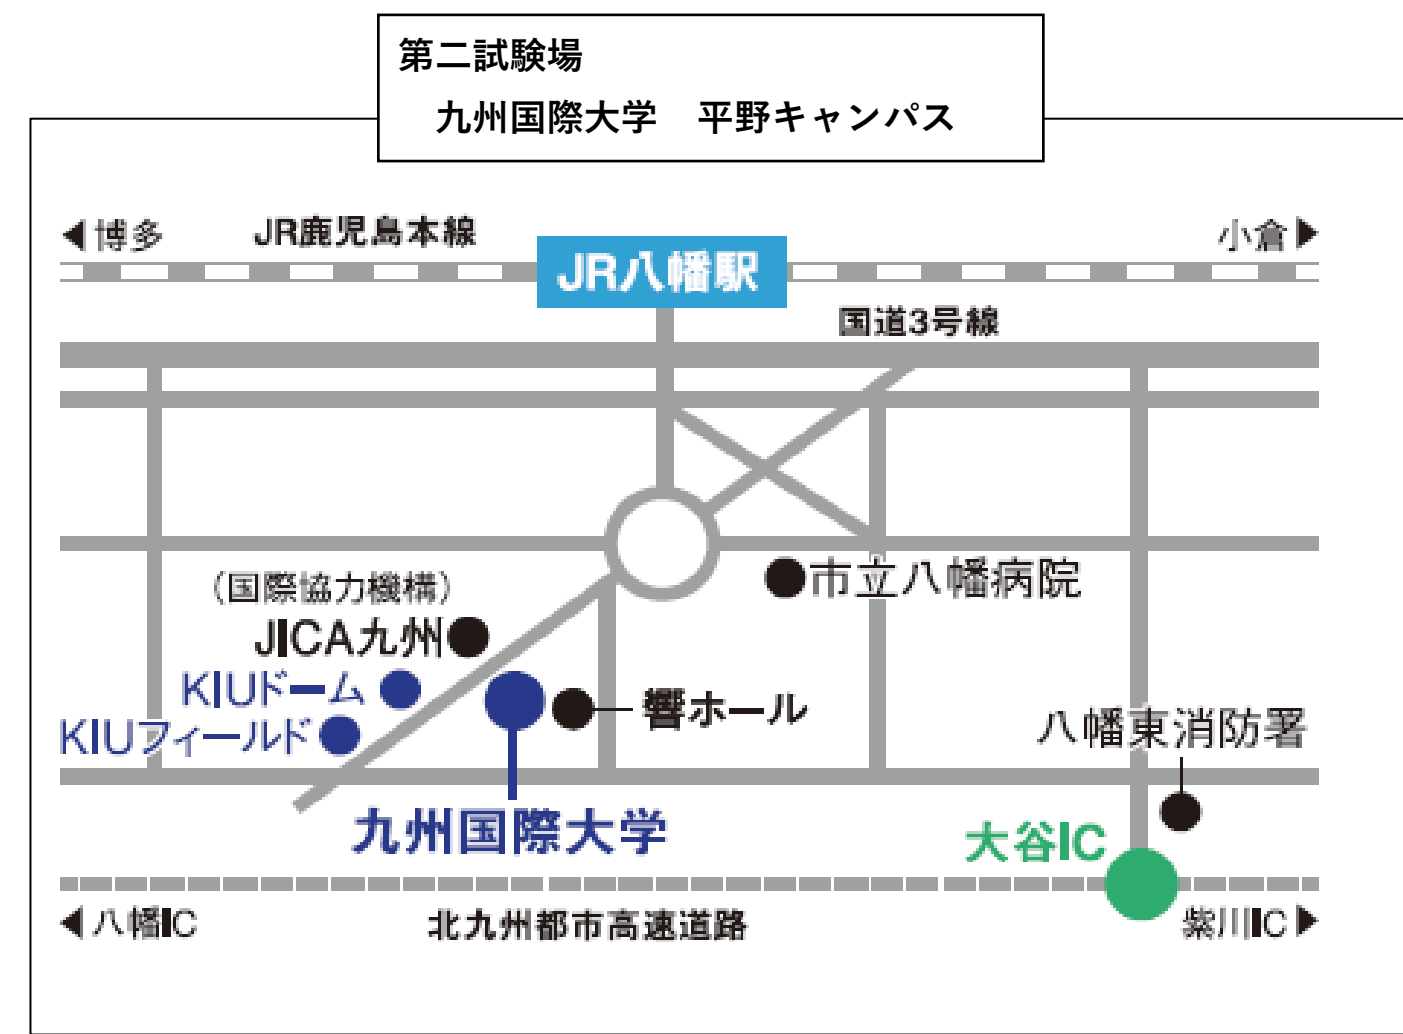 第二試験場
九州国際大学　平野キャンパス
◀博多
JR鹿児島本線
小倉▶
JR八幡駅
国道3号線
市立八幡病院
（国際協力機構）
JICA九州
KIUドーム
KIUフィールド
響ホール
八幡東消防署
九州国際大学
大谷IC
◀八幡IC
北九州都市高速道路
紫川IC▶